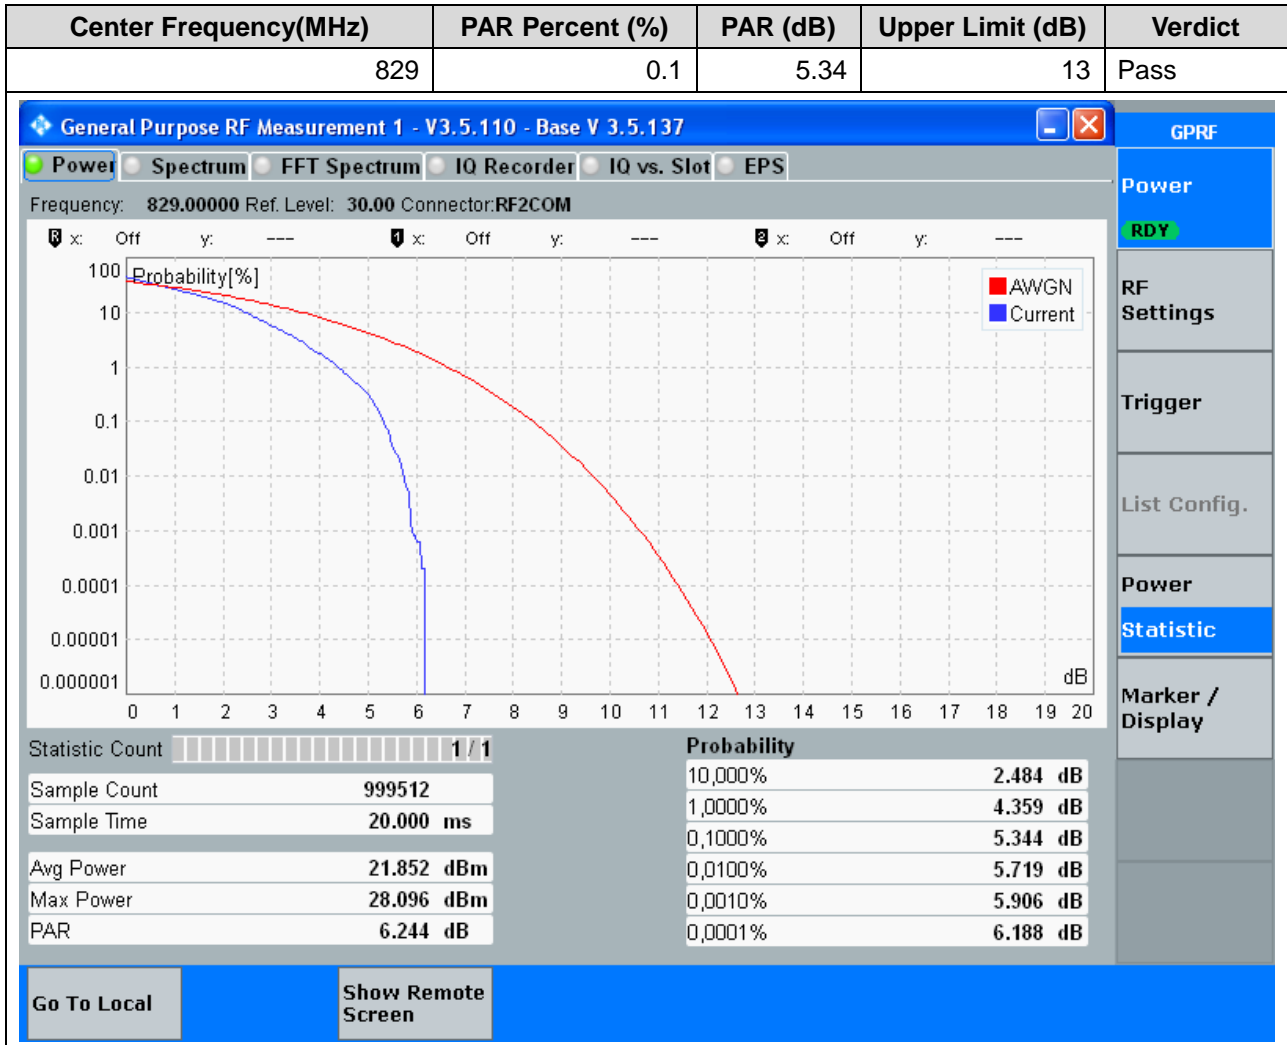 Center Frequency(MHz) PAR Percent (%) PAR (dB) Upper Limit (dB) Verdict
829 0.1 5.34 13 Pass
General Purpose RF Measurement 1 - V3.5.110 - Base V 3.5.137
GPRF
Power Spectrum FFT Spectrum IQ Recorder IQ vs. Slot EPS
Frequency: 829.00000 Ref. Level: 30.00 Connector:RF2COM
R x: Off y: --- 1 x: Off y: --- 2 x: Off y: ---
100 Probability[%]
AWGN
Current
10
1
0.1
0.01
0.001
0.0001
0.00001
0.000001
dB
0 1 2 3 4 5 6 7 8 9 10 11 12 13 14 15 16 17 18 19 20
Statistic Count 1 / 1
Sample Count 999512
Sample Time 20.000 ms
Avg Power 21.852 dBm
Max Power 28.096 dBm
PAR 6.244 dB
Probability
10,000% 2.484 dB
1,0000% 4.359 dB
0,1000% 5.344 dB
0,0100% 5.719 dB
0,0010% 5.906 dB
0,0001% 6.188 dB
Power
RDY
RF
Settings
Trigger
List Config.
Power
Statistic
Marker /
Display
Go To Local
Show Remote
Screen